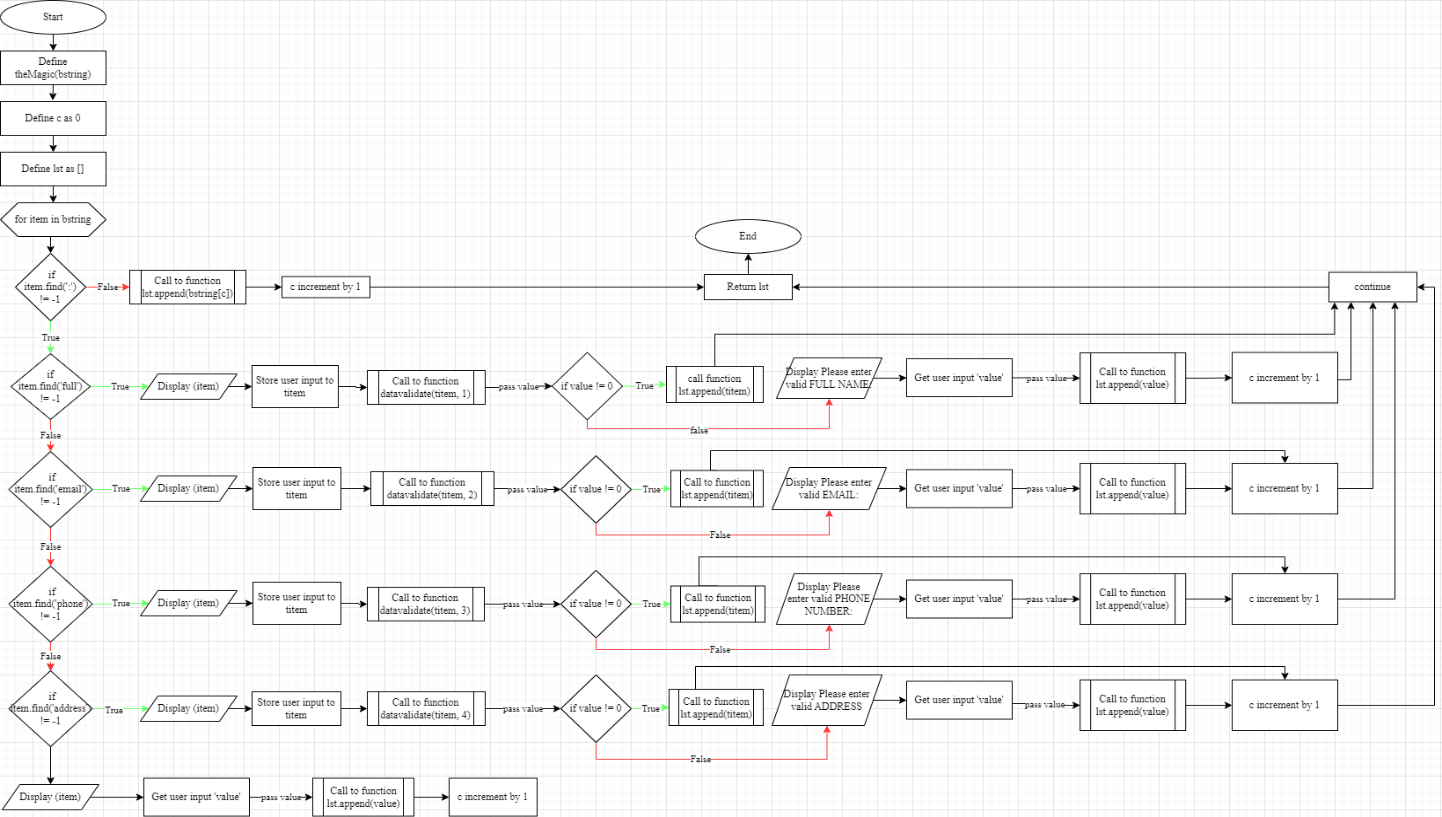 Start
Define
theMagic(bstring)
Define c as 0
Define lst as []
for item in bstring
End
if
item.find(':')
!= -1
False
Call to function
lst.append(bstring[c])
c increment by 1
Return lst
continue
True
if
item.find('full')
!= -1
True
Display (item)
Store user input to
titem
Call to function
datavalidate(titem, 1)
pass value
if value != 0
True
call function
lst.append(titem)
Display Please enter
valid FULL NAME:
Get user input 'value'
pass value
Call to function
lst.append(value)
c increment by 1
false
False
if
item.find('email')
!= -1
True
Display (item)
Store user input to
titem
Call to function
datavalidate(titem, 2)
pass value
if value != 0
True
Call to function
lst.append(titem)
Display Please enter
valid EMAIL:
Get user input 'value'
pass value
Call to function
lst.append(value)
c increment by 1
False
False
if
item.find('phone')
!= -1
True
Display (item)
Store user input to
titem
Call to function
datavalidate(titem, 3)
pass value
if value != 0
True
Call to function
lst.append(titem)
Display Please
enter valid PHONE
NUMBER:
Get user input 'value'
pass value
Call to function
lst.append(value)
c increment by 1
False
False
if
item.find('address'
!= -1
True
Display (item)
Store user input to
titem
Call to function
datavalidate(titem, 4)
pass value
if value != 0
True
Call to function
lst.append(titem)
Display Please enter
valid ADDRESS
Get user input 'value'
pass value
Call to function
lst.append(value)
c increment by 1
False
Display (item)
Get user input 'value'
pass value
Call to function
lst.append(value)
c increment by 1